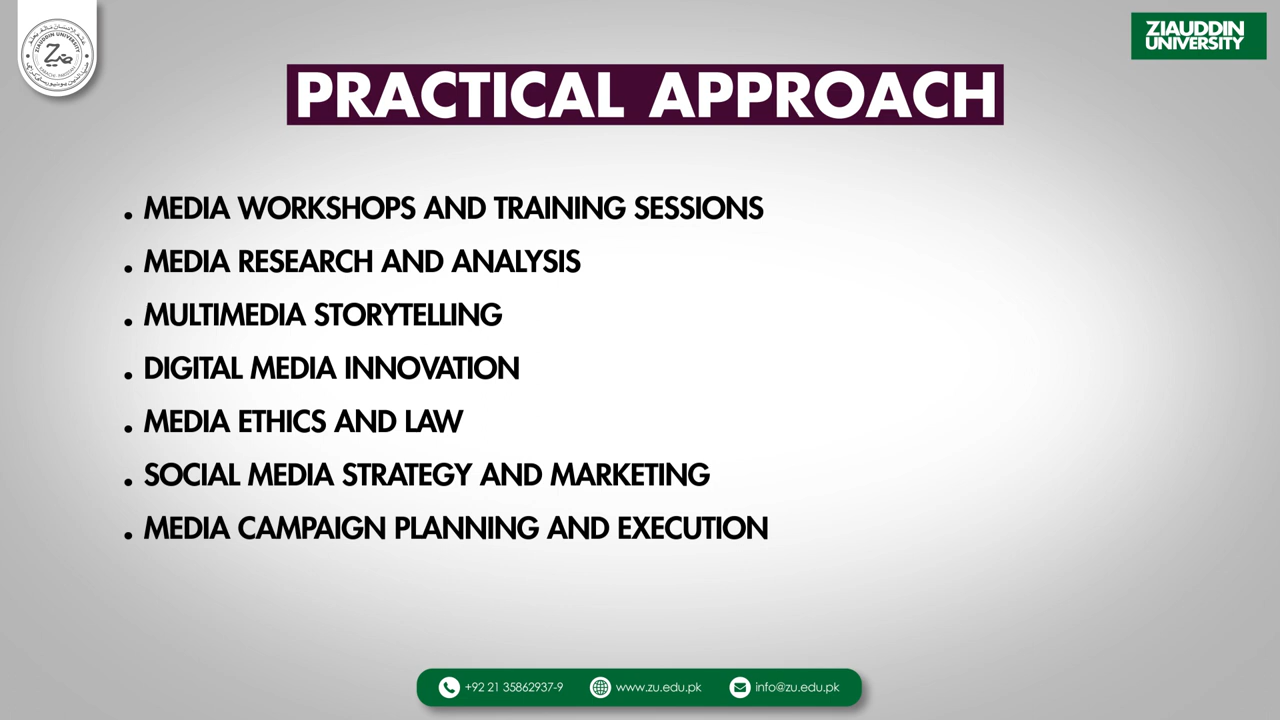 ZIAUDDIN UNIVERSITY
ZIAUDDIN
UNIVERSITY
PRACTICAL APPROACH
. MEDIA WORKSHOPS AND TRAINING SESSIONS
. MEDIA RESEARCH AND ANALYSIS
. MULTIMEDIA STORYTELLING
. DIGITAL MEDIA INNOVATION
. MEDIA ETHICS AND LAW
. SOCIAL MEDIA STRATEGY AND MARKETING
. MEDIA CAMPAIGN PLANNING AND EXECUTION
+92 21 35862937-9 www.zu.edu.pk info@zu.edu.pk